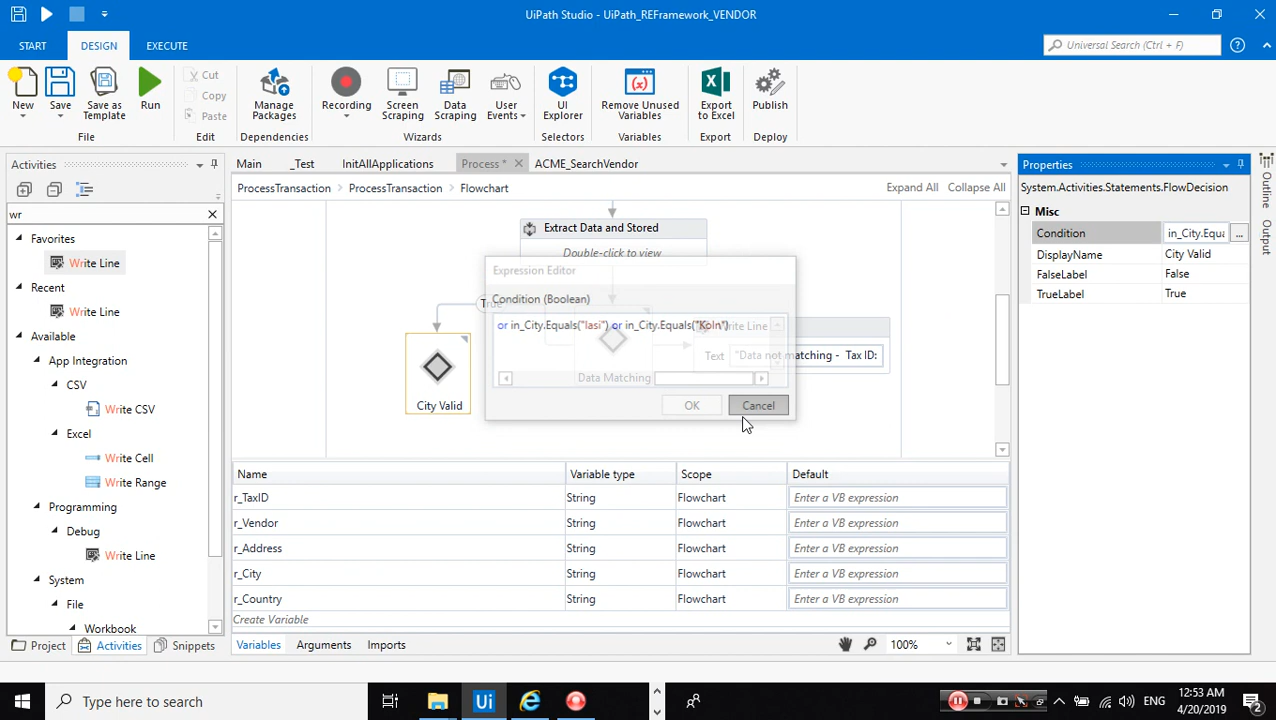 UiPath Studio - UiPath_REFramework_VENDOR
START
DESIGN
EXECUTE
Universal Search (Ctrl + F)
New
Save
Save as Template
Run
Cut
Copy
Paste
Manage Packages
Recording
Screen Scraping
Data Scraping
User Events
UI Explorer
Remove Unused Variables
Export to Excel
Publish
File
Edit
Dependencies
Wizards
Selectors
Variables
Export
Deploy
Activities
Main
_Test
InitAllApplications
Process *
ACME_SearchVendor
Properties
ProcessTransaction
ProcessTransaction
Flowchart
Expand All
Collapse All
System.Activities.Statements.FlowDecision
Misc
Condition
in_City.Equa
...
DisplayName
City Valid
FalseLabel
False
TrueLabel
True
Outline
Output
wr
Favorites
Write Line
Recent
Write Line
Available
App Integration
CSV
Write CSV
Excel
Write Cell
Write Range
Programming
Debug
Write Line
System
File
Workbook
Extract Data and Stored
Double-click to view
Expression Editor
Condition (Boolean)
True
or in_City.Equals("Iasi") or in_City.Equals("Koln")
Write Line
Text
"Data not matching - Tax ID:
Data Matching
OK
Cancel
City Valid
Name
Variable type
Scope
Default
r_TaxID
String
Flowchart
Enter a VB expression
r_Vendor
String
Flowchart
Enter a VB expression
r_Address
String
Flowchart
Enter a VB expression
r_City
String
Flowchart
Enter a VB expression
r_Country
String
Flowchart
Enter a VB expression
Create Variable
Project
Activities
Snippets
Variables
Arguments
Imports
100%
Type here to search
Ui
ENG
12:53 AM
4/20/2019
2